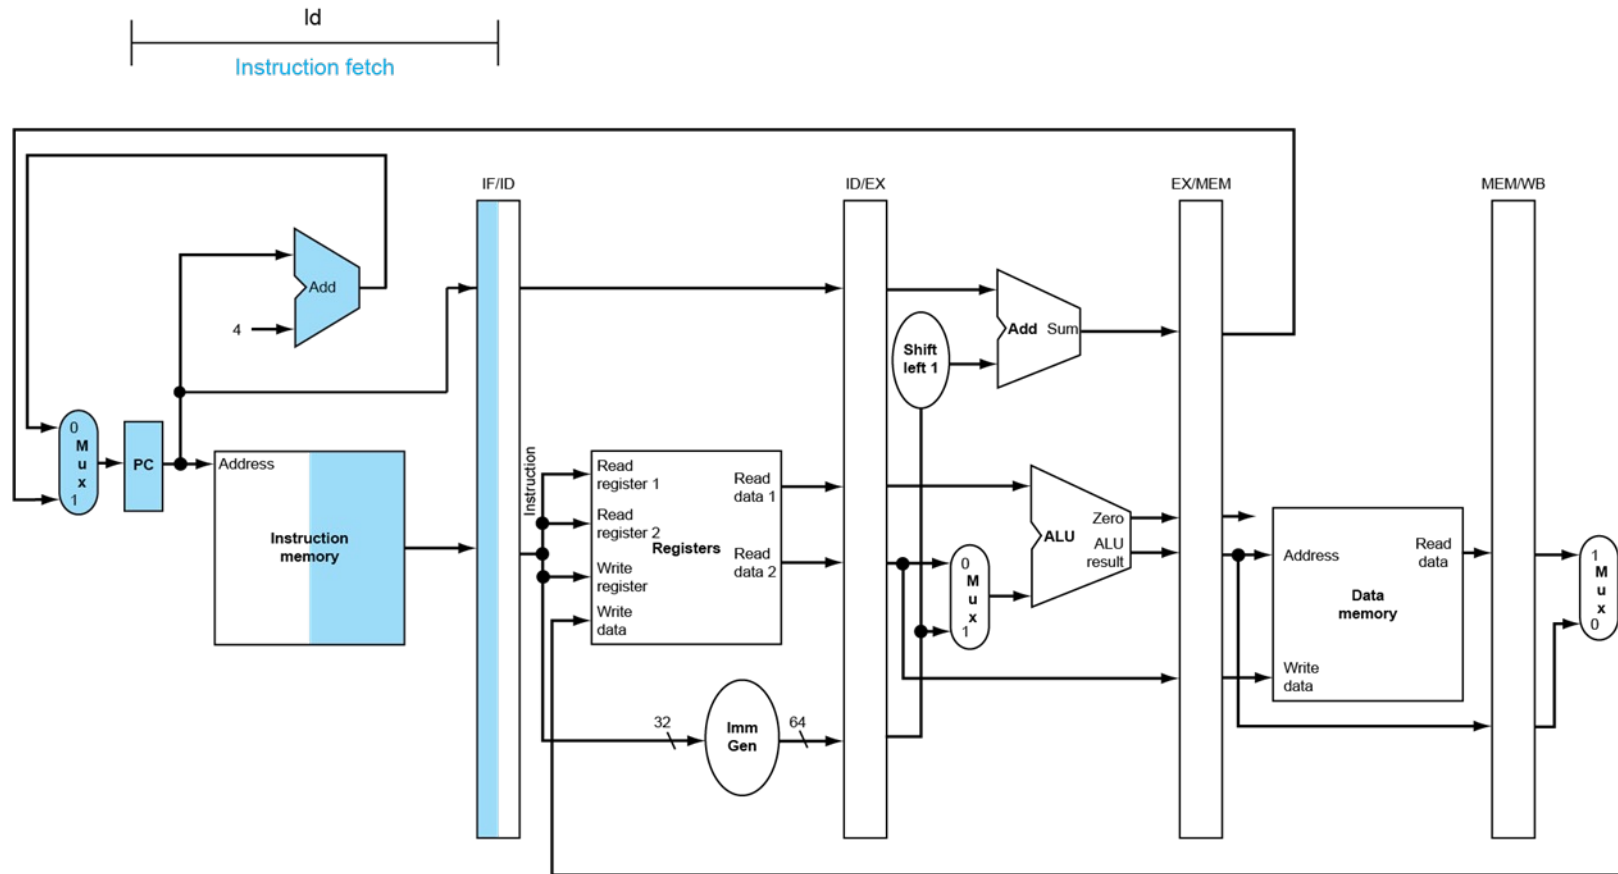 ld
Instruction fetch
IF/ID
ID/EX
EX/MEM
MEM/WB
Add
4
Add Sum
Shift
left 1
0
M
u
x
1
PC
Address
Instruction
memory
Instruction
Read
register 1
Read
register 2
Write
register
Write
data
Registers
Read
data 1
Read
data 2
0
M
u
x
1
Zero
ALU
ALU
result
Address
Read
data
Data
memory
Write
data
1
M
u
x
0
32
Imm
Gen
64